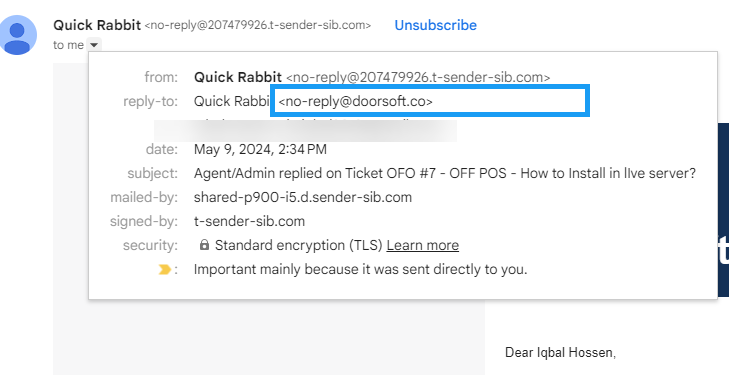 Quick Rabbit <no-reply@207479926.t-sender-sib.com> Unsubscribe
to me
from: Quick Rabbit <no-reply@207479926.t-sender-sib.com>
reply-to: Quick Rabbit <no-reply@doorsoft.co>
date: May 9, 2024, 2:34 PM
subject: Agent/Admin replied on Ticket OFO #7 - OFF POS - How to Install in lIve server?
mailed-by: shared-p900-i5.d.sender-sib.com
signed-by: t-sender-sib.com
security: Standard encryption (TLS) Learn more
: Important mainly because it was sent directly to you.
t
Dear Iqbal Hossen,